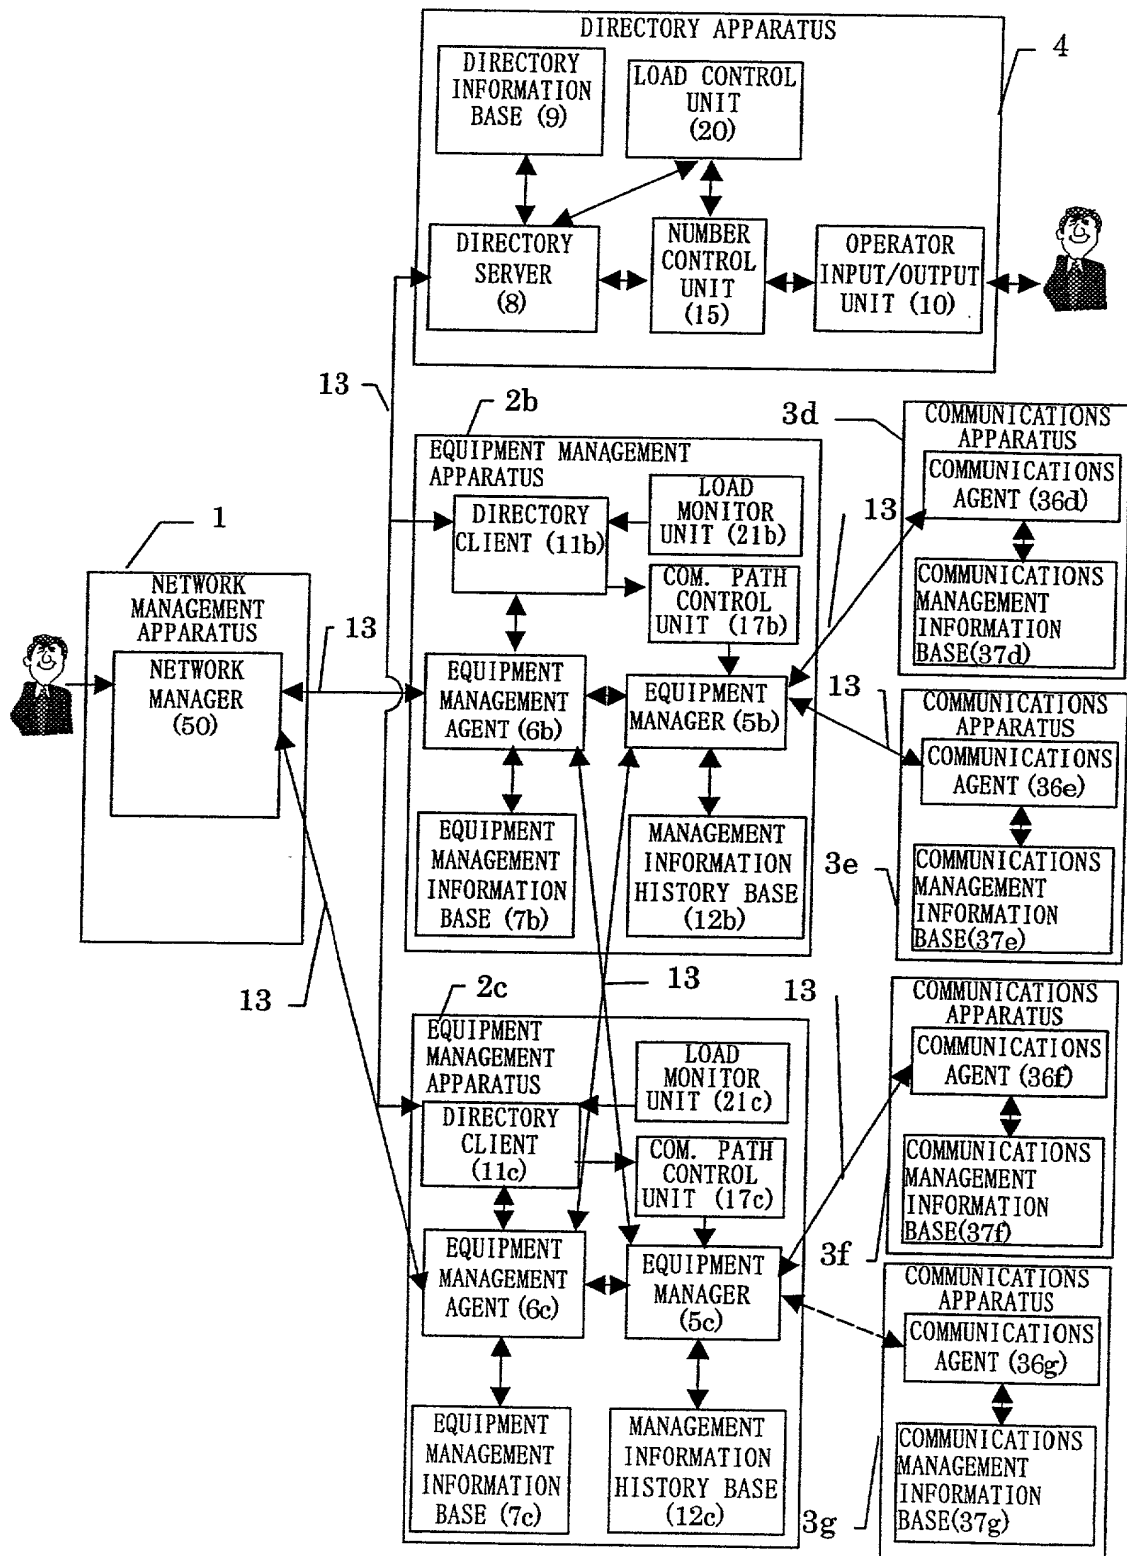 DIRECTORY APPARATUS
4
DIRECTORY
INFORMATION
BASE (9)
LOAD CONTROL
UNIT
(20)
DIRECTORY
SERVER
(8)
NUMBER
CONTROL
UNIT
(15)
OPERATOR
INPUT/OUTPUT
UNIT (10)
13
2b
EQUIPMENT MANAGEMENT
APPARATUS
DIRECTORY
CLIENT (11b)
LOAD
MONITOR
UNIT (21b)
COM. PATH
CONTROL
UNIT (17b)
EQUIPMENT
MANAGEMENT
AGENT (6b)
EQUIPMENT
MANAGER (5b)
EQUIPMENT
MANAGEMENT
INFORMATION
BASE (7b)
MANAGEMENT
INFORMATION
HISTORY BASE
(12b)
1
NETWORK
MANAGEMENT
APPARATUS
NETWORK
MANAGER
(50)
13
13
13
2c
EQUIPMENT
MANAGEMENT
APPARATUS
LOAD
MONITOR
UNIT (21c)
DIRECTORY
CLIENT
(11c)
COM. PATH
CONTROL
UNIT (17c)
EQUIPMENT
MANAGEMENT
AGENT (6c)
EQUIPMENT
MANAGER
(5c)
EQUIPMENT
MANAGEMENT
INFORMATION
BASE (7c)
MANAGEMENT
INFORMATION
HISTORY BASE
(12c)
3d
COMMUNICATIONS
APPARATUS
COMMUNICATIONS
AGENT (36d)
13
COMMUNICATIONS
MANAGEMENT
INFORMATION
BASE(37d)
13
COMMUNICATIONS
APPARATUS
COMMUNICATIONS
AGENT (36e)
3e
COMMUNICATIONS
MANAGEMENT
INFORMATION
BASE(37e)
13
COMMUNICATIONS
APPARATUS
COMMUNICATIONS
AGENT (36f)
COMMUNICATIONS
MANAGEMENT
INFORMATION
BASE(37f)
3f
COMMUNICATIONS
APPARATUS
COMMUNICATIONS
AGENT (36g)
COMMUNICATIONS
MANAGEMENT
INFORMATION
BASE(37g)
3g